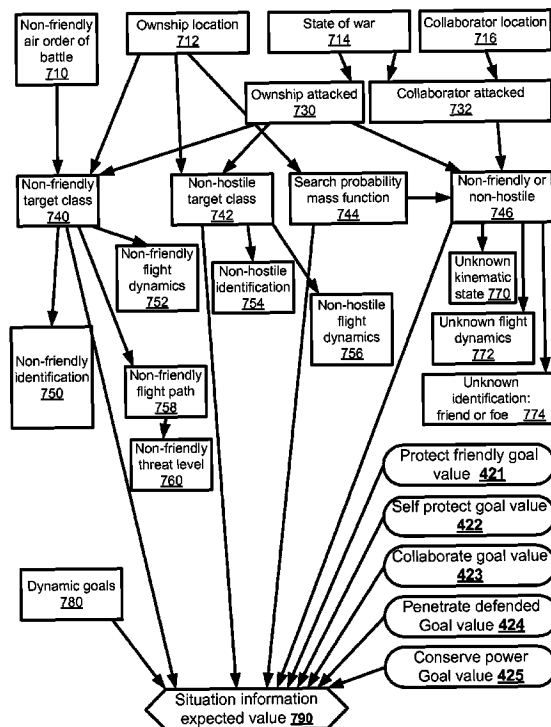 Non-friendly
air order of
battle
710
Ownship location
712
State of war
714
Collaborator location
716
Ownship attacked
730
Collaborator attacked
732
Non-friendly
target class
740
Non-hostile
target class
742
Search probability
mass function
744
Non-friendly or
non-hostile
746
Non-friendly
flight dynamics
752
Non-hostile
identification
754
Unknown
kinematic
state 770
Non-friendly
identification
750
Non-hostile flight
dynamics
756
Unknown flight
dynamics
772
Non-friendly
flight path
758
Unknown
identification:
friend or foe 774
Non-friendly
threat level
760
Protect friendly goal
value 421
Self protect goal value
422
Collaborate goal value
423
Dynamic goals
780
Penetrate defended
Goal value 424
Conserve power
Goal value 425
Situation information
expected value 790